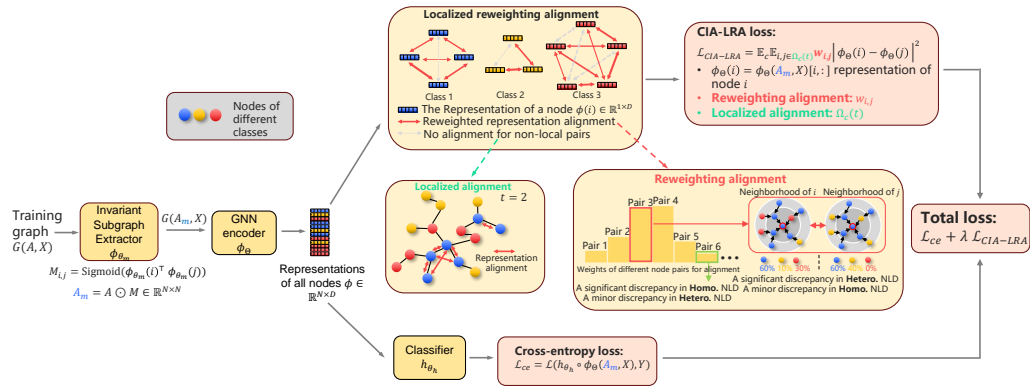 Localized reweighting alignment
Class 1
Class 2
Class 3
The Representation of a node ϕ(i) ∈ ℝ^{1×D}
Reweighted representation alignment
No alignment for non-local pairs
CIA-LRA loss:
ℒ_{CIA−LRA} = 𝔼_c𝔼_{i,j∈Ω_c(t)} w_{i,j}|ϕ_Θ(i) − ϕ_Θ(j)|^2
• ϕ_Θ(i) = ϕ_Θ(A_m, X)[i,:] representation of
node i
• Reweighting alignment: w_{i,j}
• Localized alignment: Ω_c(t)
Nodes of
different
classes
Training
graph
G(A, X)
Invariant
Subgraph
Extractor
ϕ_{θ_m}
G(A_m, X)
GNN
encoder
ϕ_Θ
M_{i,j} = Sigmoid(ϕ_{θ_m}(i)^⊤ ϕ_{θ_m}(j))
A_m = A ⊙ M ∈ ℝ^{N×N}
Representations
of all nodes ϕ ∈
ℝ^{N×D}
Localized alignment
t = 2
Representation
alignment
Reweighting alignment
Pair 1
Pair 2
Pair 3
Pair 4
Pair 5
Pair 6
•••
Weights of different node pairs for alignment
Neighborhood of i
Neighborhood of j
60% 10% 30%
60% 40% 0%
A significant discrepancy in Homo. NLD
A minor discrepancy in Hetero. NLD
A significant discrepancy in Hetero. NLD
A minor discrepancy in Homo. NLD
Total loss:
ℒ_{ce} + λ ℒ_{CIA−LRA}
Classifier
h_{θ_h}
Cross-entropy loss:
ℒ_{ce} = ℒ(h_{θ_h} ∘ ϕ_Θ(A_m, X), Y)